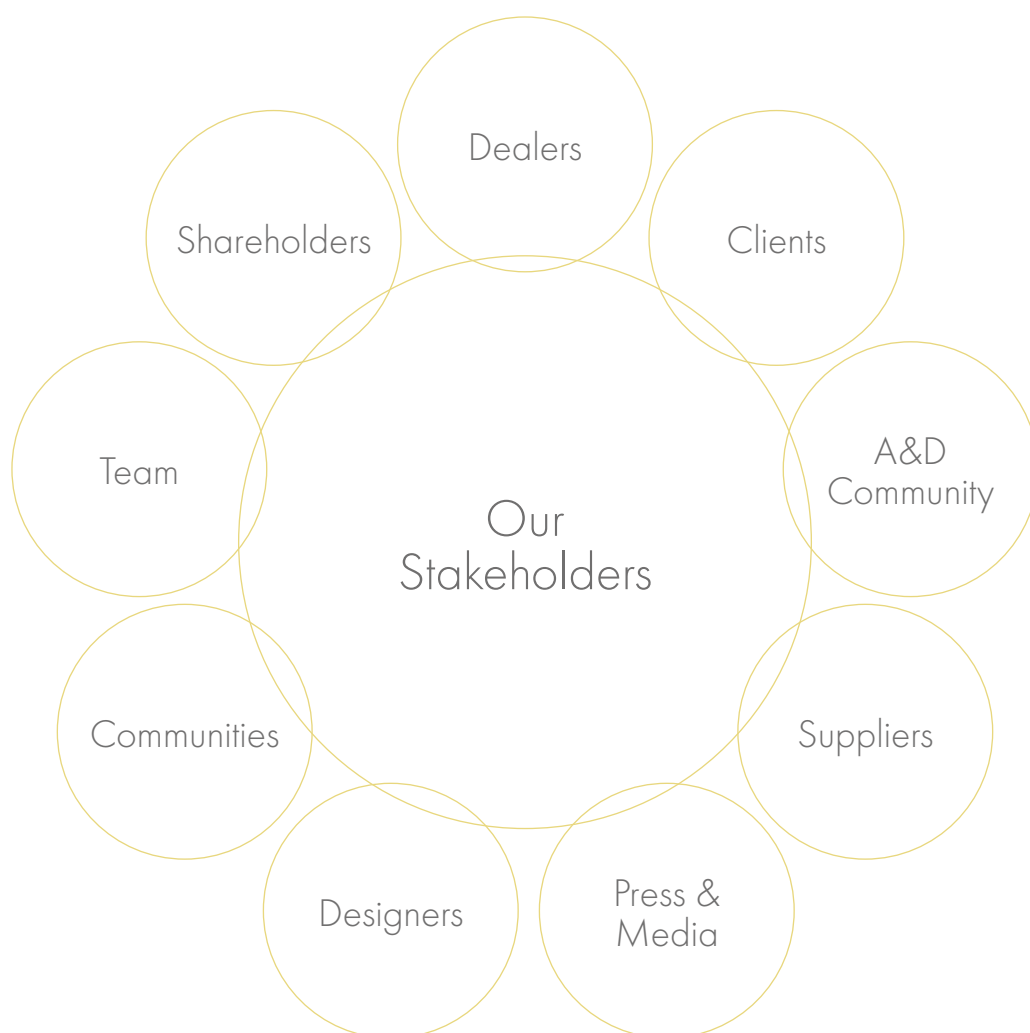 Dealers
Shareholders
Clients
Team
A&D
Community
Our
Stakeholders
Communities
Suppliers
Designers
Press &
Media